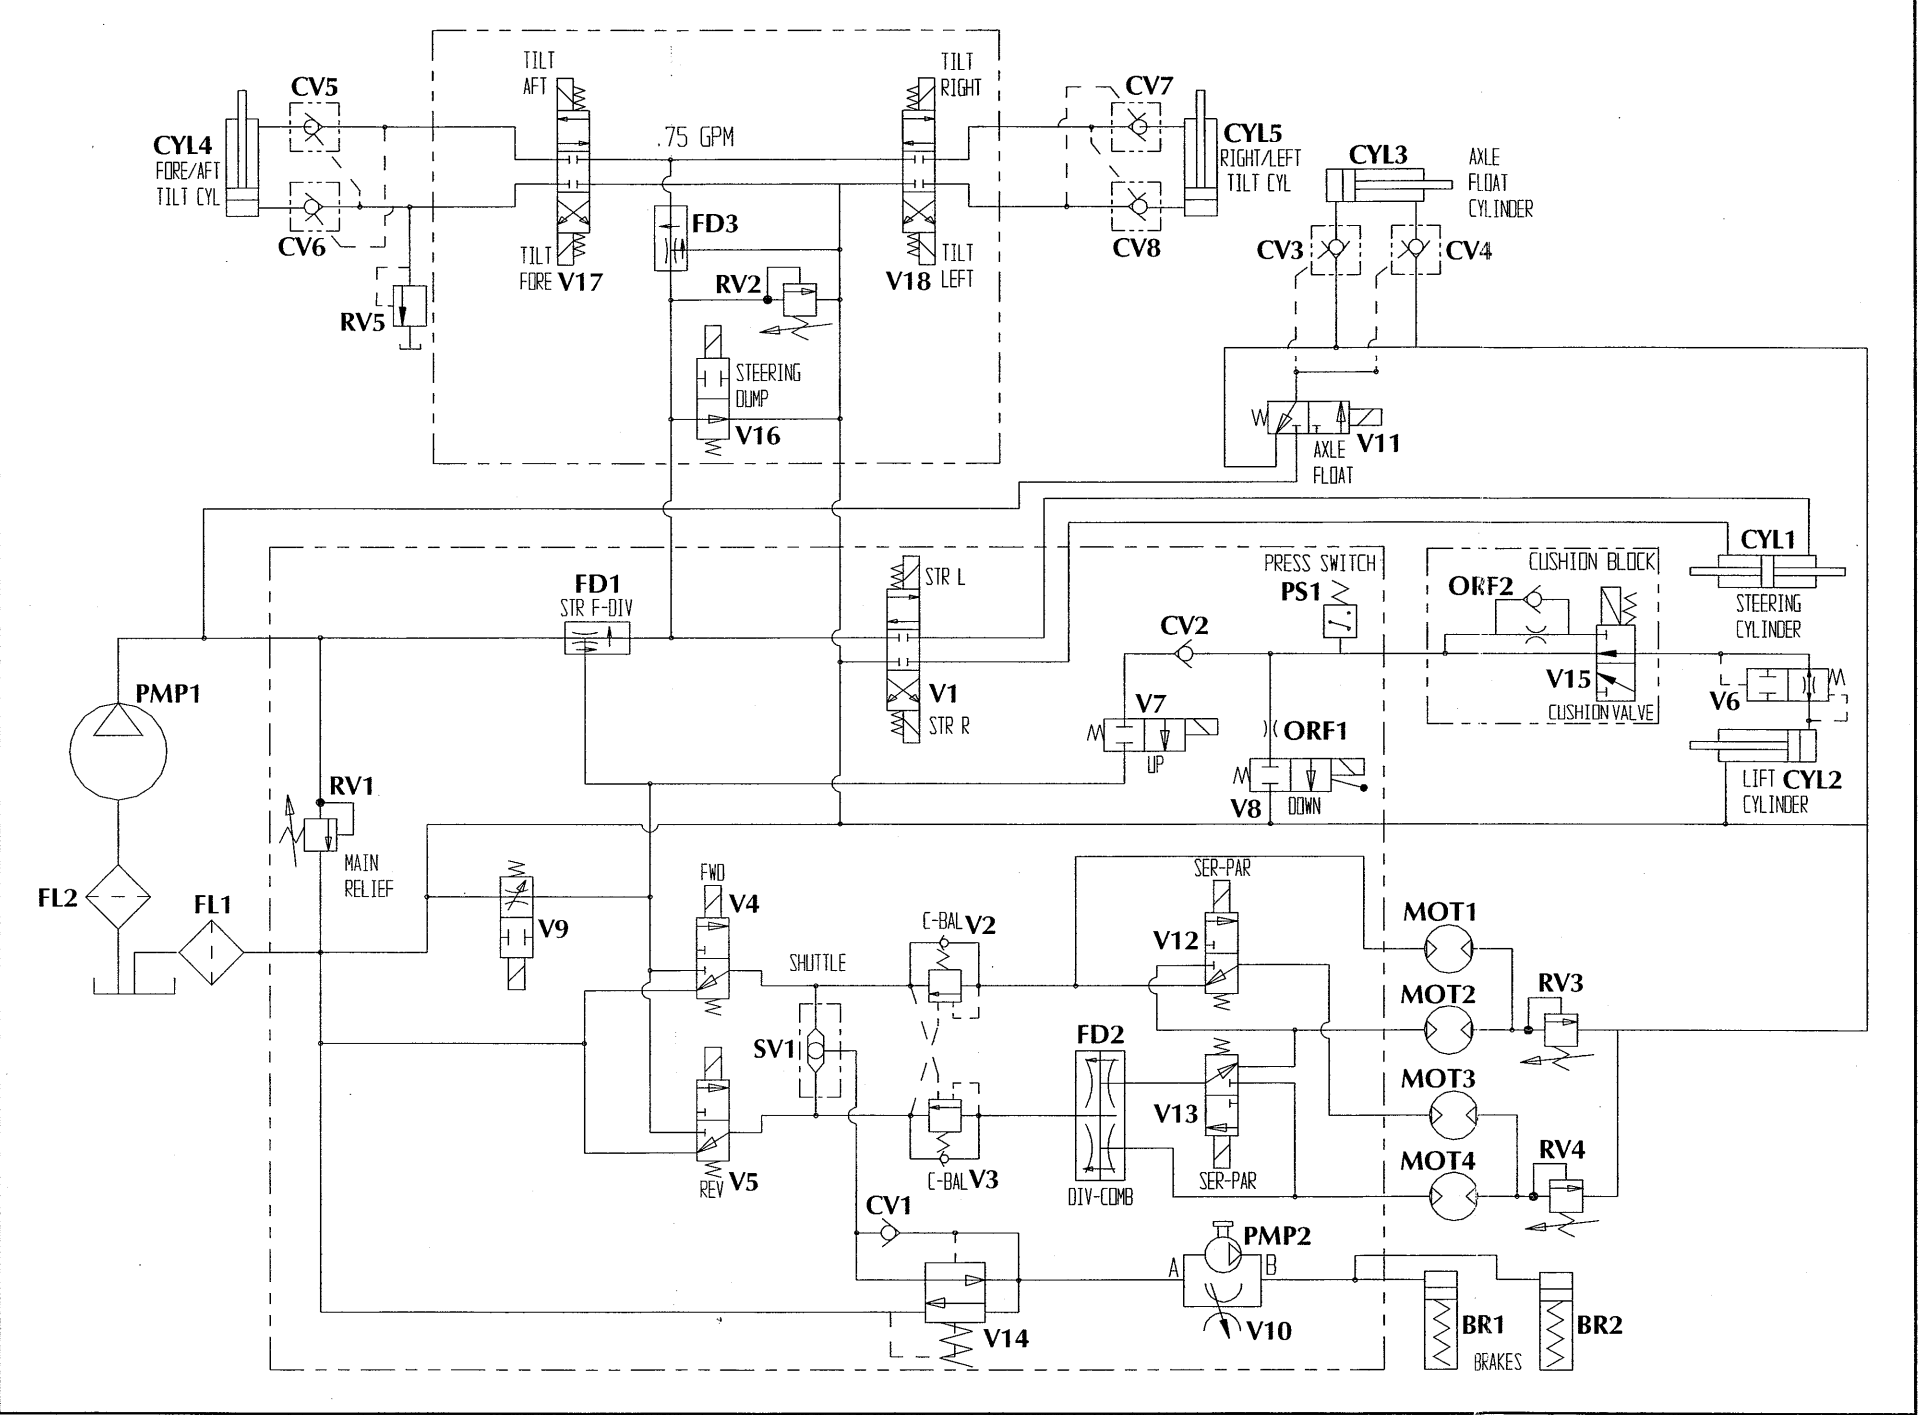 TILT
AFT
TILT
RIGHT
CV5
CV7
CYL4
FORE/AFT
TILT CYL
.75 GPM
CYL5
RIGHT/LEFT
TILT CYL
CYL3
AXLE
FLOAT
CYLINDER
CV6
FD3
CV8
CV3
CV4
TILT
FORE
V17
V18
TILT
LEFT
RV2
RV5
STEERING
DUMP
V16
V11
AXLE
FLOAT
FD1
STR F-DIV
STR L
PRESS SWITCH
PS1
CUSHION BLOCK
ORF2
CYL1
STEERING
CYLINDER
CV2
PMP1
V1
STR R
V7
UP
ORF1
V8
DOWN
V15
CUSHION VALVE
V6
LIFT
CYLINDER
CYL2
RV1
MAIN
RELIEF
FL2
FL1
V9
FWD
V4
SHUTTLE
C-BAL
V2
SER-PAR
V12
MOT1
MOT2
RV3
SV1
FD2
MOT3
V13
V5
REV
C-BAL
V3
DIV-COMB
SER-PAR
MOT4
RV4
CV1
PMP2
A
B
V14
V10
BR1
BR2
BRAKES